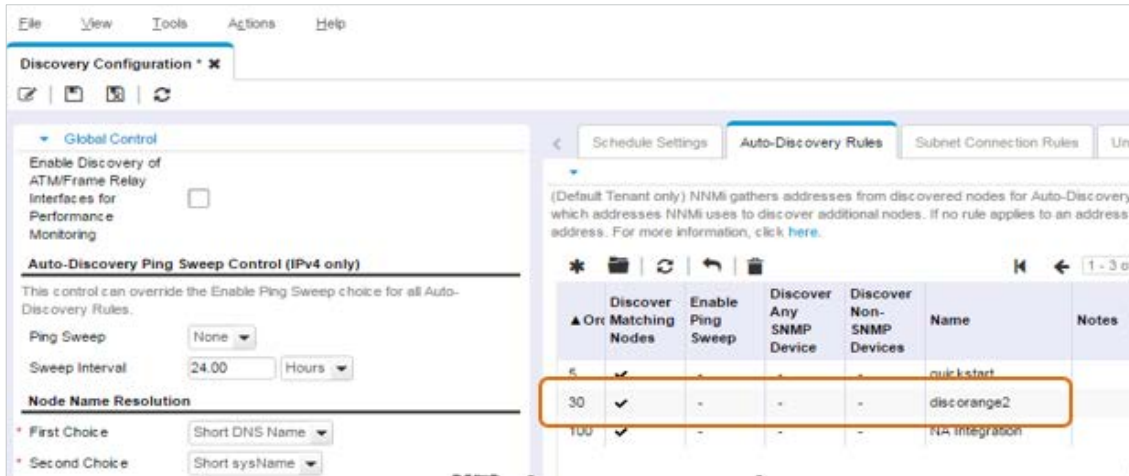 File View Tools Actions Help
Discovery Configuration *
Global Control
Enable Discovery of
ATM/Frame Relay
Interfaces for
Performance
Monitoring
Auto-Discovery Ping Sweep Control (IPv4 only)
This control can override the Enable Ping Sweep choice for all Auto-
Discovery Rules.
Ping Sweep None
Sweep Interval 24.00 Hours
Node Name Resolution
* First Choice Short DNS Name
* Second Choice Short sysName
Schedule Settings Auto-Discovery Rules Subnet Connection Rules Un
(Default Tenant only) NNMi gathers addresses from discovered nodes for Auto-Discovery
which addresses NNMi uses to discover additional nodes. If no rule applies to an address
address. For more information, click here.
1 - 3 o
▲Orc Discover Matching Nodes Enable Ping Sweep Discover Any SNMP Device Discover Non-SNMP Devices Name Notes
5 ✔ - - - quickstart
30 ✔ - - - discorange2
100 ✔ - - - NA Integration